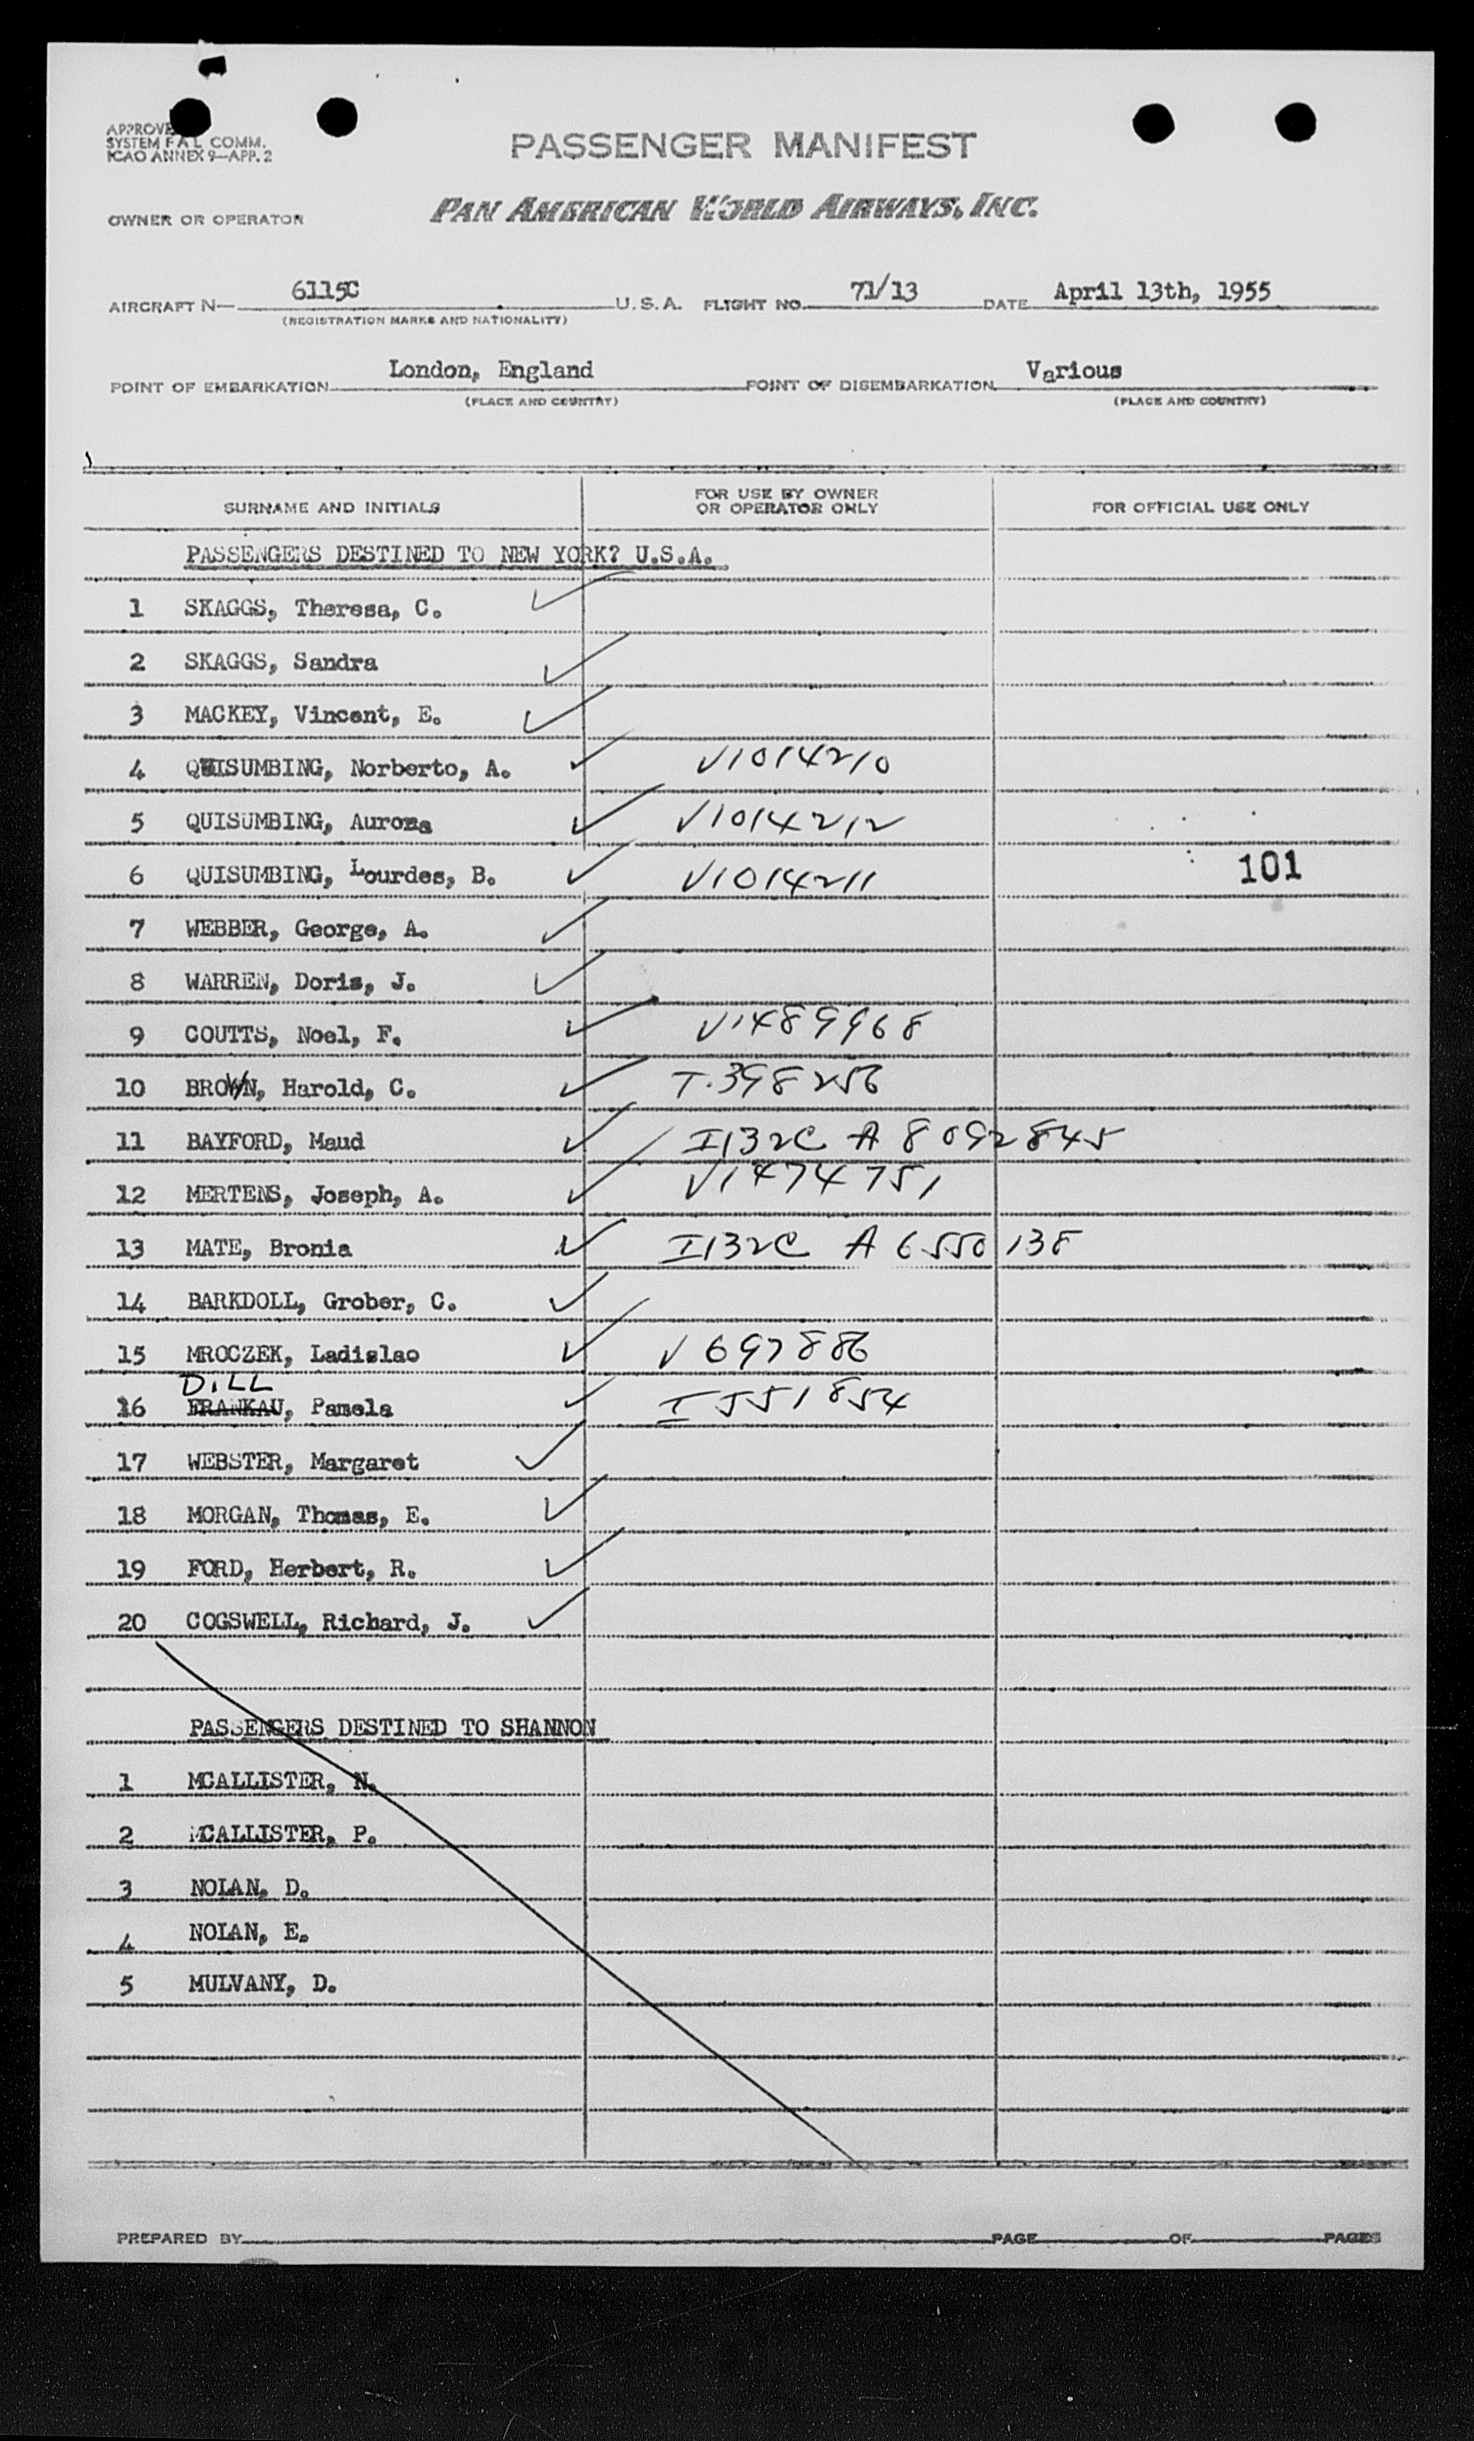 APPROVE
SYSTEM F A L COMM.
ICAO ANNEX 9—APP. 2
PASSENGER MANIFEST
OWNER OR OPERATOR PAN AMERICAN WORLD AIRWAYS, INC.
AIRCRAFT N— 6115C U. S. A. FLIGHT NO. 71/13 DATE April 13th, 1955
(REGISTRATION MARKS AND NATIONALITY)
POINT OF EMBARKATION London, England POINT OF DISEMBARKATION Various
(PLACE AND COUNTRY) (PLACE AND COUNTRY)
SURNAME AND INITIALS FOR USE BY OWNER OR OPERATOR ONLY FOR OFFICIAL USE ONLY
PASSENGERS DESTINED TO NEW YORK? U.S.A.
1 SKAGGS, Theresa, C.
2 SKAGGS, Sandra
3 MACKEY, Vincent, E.
4 QUISUMBING, Norberto, A. V1014210
5 QUISUMBING, Aurora V1014212
6 QUISUMBING, Lourdes, B. V1014211 101
7 WEBBER, George, A.
8 WARREN, Doris, J.
9 COUTTS, Noel, F. V1489968
10 BROWN, Harold, C. T.398256
11 BAYFORD, Maud I132C A 8092845
12 MERTENS, Joseph, A. V1474751
13 MATE, Bronia I132C A 6550138
14 BARKDOLL, Grober, C.
15 MROCZEK, Ladislao V 697886
DILL
16 FRANKAU, Pamela I 551854
17 WEBSTER, Margaret
18 MORGAN, Thomas, E.
19 FORD, Herbert, R.
20 COGSWELL, Richard, J.
PASSENGERS DESTINED TO SHANNON
1 MCALLISTER, N.
2 MCALLISTER, P.
3 NOLAN, D.
4 NOLAN, E.
5 MULVANY, D.
PREPARED BY PAGE OF PAGES